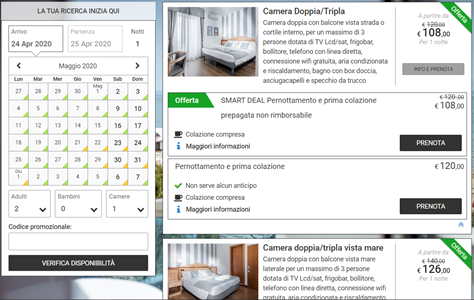 LA TUA RICERCA INIZIA QUI
Arrivo
24 Apr 2020
Partenza
25 Apr 2020
Notti
1
Maggio 2020
Lun Mar Mer Gio Ven Sab Dom
27 28 29 30 Mag 1 2 3
4 5 6 7 8 9 10
11 12 13 14 15 16 17
18 19 20 21 22 23 24
25 26 27 28 29 30 31
Giu 1 2 3 4 5 6 7
Adulti
2
Bambini
0
Camere
1
Codice promozionale:
VERIFICA DISPONIBILITÀ
Camera Doppia/Tripla
Camera doppia con balcone vista strada o
cortile interno, per un massimo di 3
persone dotata di TV Lcd/sat, frigobar,
bollitore, telefono con linea diretta,
connessione wifi gratuita, aria condizionata
e riscaldamento, bagno con box doccia,
asciugacapelli e specchio da trucco
Offerta
A partire da
€ 120,00
€ 108,00
Per 1 notte
INFO E PRENOTA
Offerta
SMART DEAL Pernottamento e prima colazione
prepagata non rimborsabile
€ 120,00
€ 108,00
Colazione compresa
Maggiori informazioni
PRENOTA
Pernottamento e prima colazione
€ 120,00
Non serve alcun anticipo
Colazione compresa
Maggiori informazioni
PRENOTA
Camera doppia/tripla vista mare
Camera doppia con balcone vista mare
laterale per un massimo di 3 persone
dotata di TV Lcd/sat, frigobar, bollitore,
telefono con linea diretta, connessione wifi
gratuita, aria condizionata e riscaldamento,
Offerta
A partire da
€ 140,00
€ 126,00
Per 1 notte